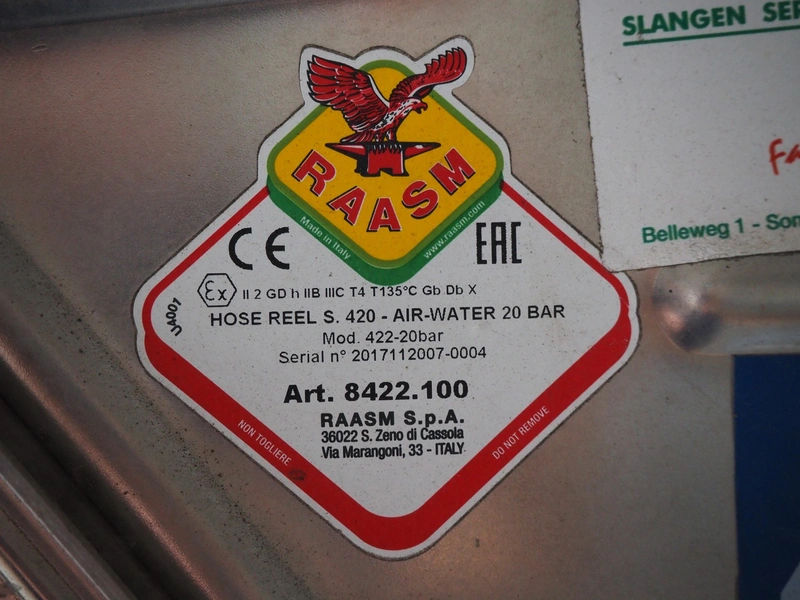 RAASM
Made in Italy
www.raasm.com
CE
EAC
Ex II 2 GD h IIB IIIC T4 T135°C Gb Db X
UA001
HOSE REEL S. 420 - AIR-WATER 20 BAR
Mod. 422-20bar
Serial n° 2017112007-0004
Art. 8422.100
RAASM S.p.A.
36022 S. Zeno di Cassola
Via Marangoni, 33 - ITALY
NON TOGLIERE
DO NOT REMOVE
SLANGEN
Belleweg 1 -